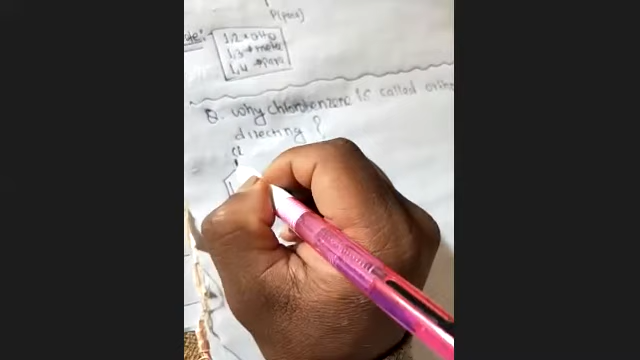 P(para)
1,2 → ortho
1,3 → meta
1,4 → para
Q. why chlorobenzene is called ortho
directing ?
Cl